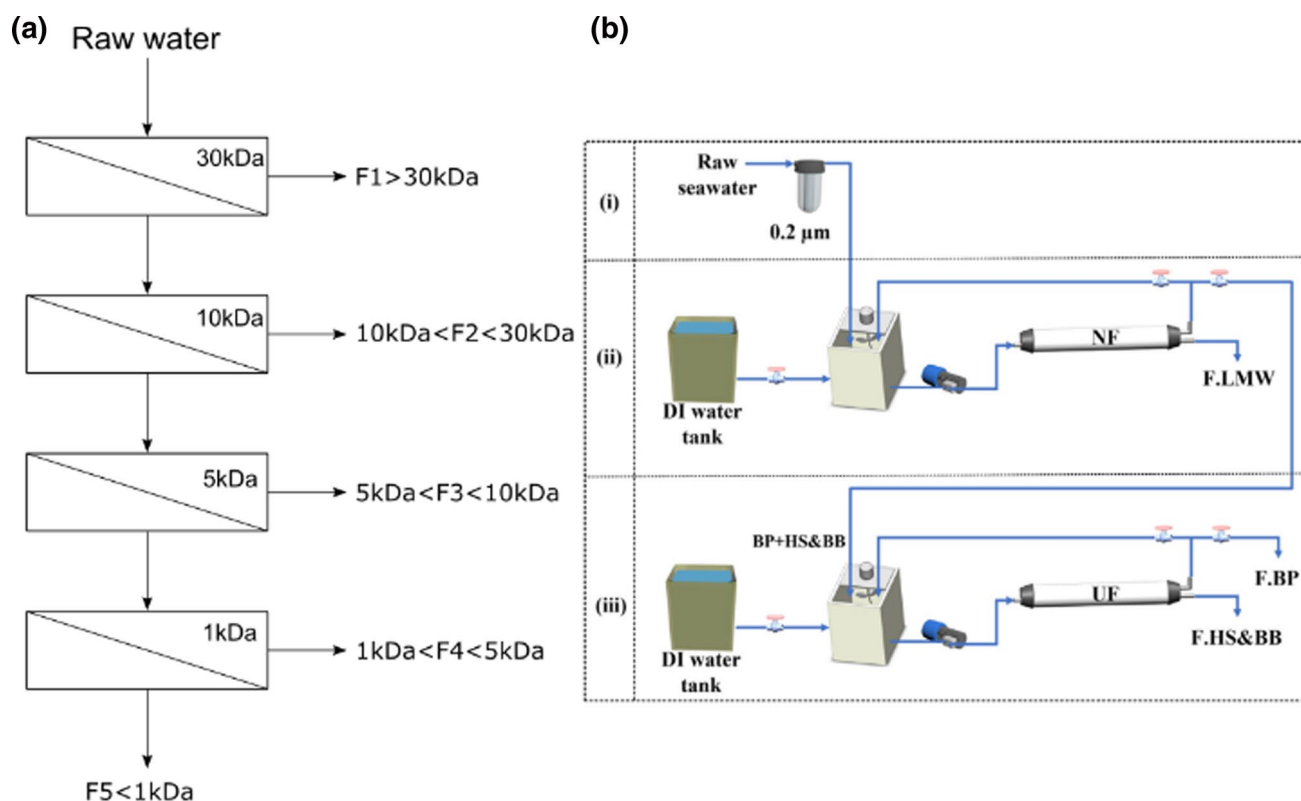 (a)
Raw water
30kDa
F1>30kDa
10kDa
10kDa<F2<30kDa
5kDa
5kDa<F3<10kDa
1kDa
1kDa<F4<5kDa
F5<1kDa
(b)
(i)
Raw
seawater
0.2 µm
(ii)
DI water
tank
NF
F.LMW
(iii)
BP+HS&BB
DI water
tank
UF
F.BP
F.HS&BB